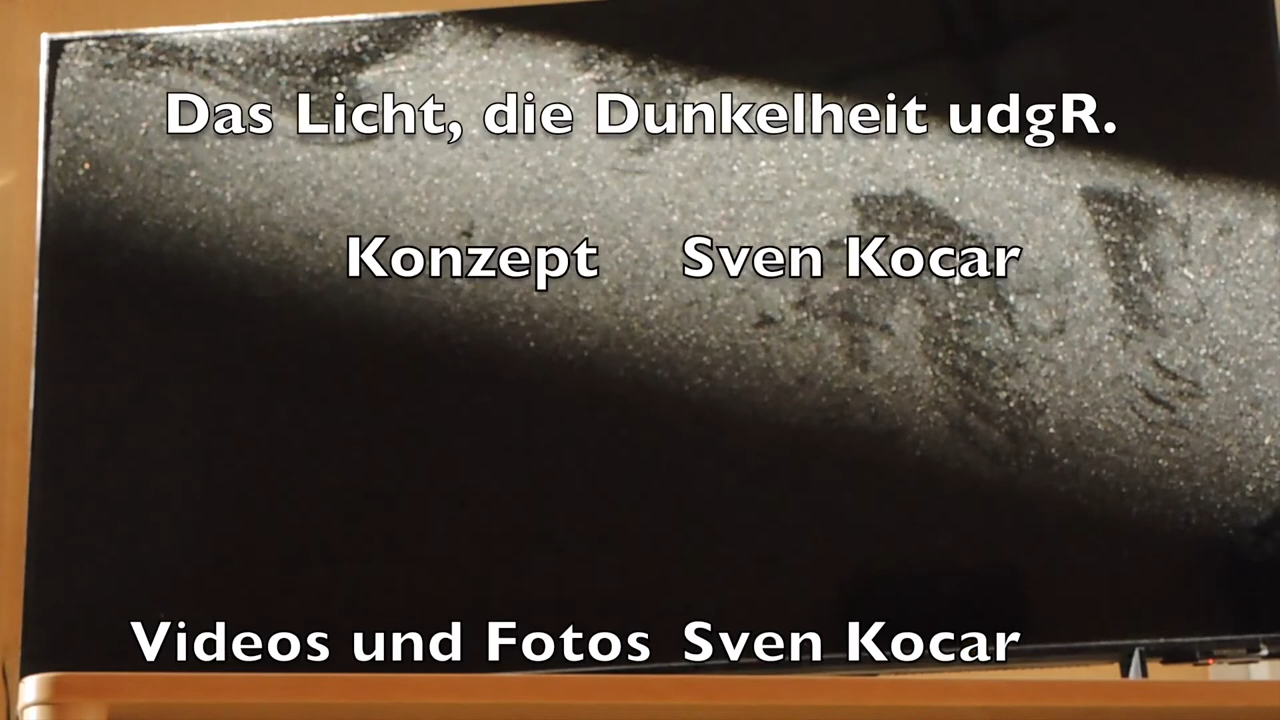 Das Licht, die Dunkelheit udgR.
Konzept Sven Kocar
Videos und Fotos Sven Kocar